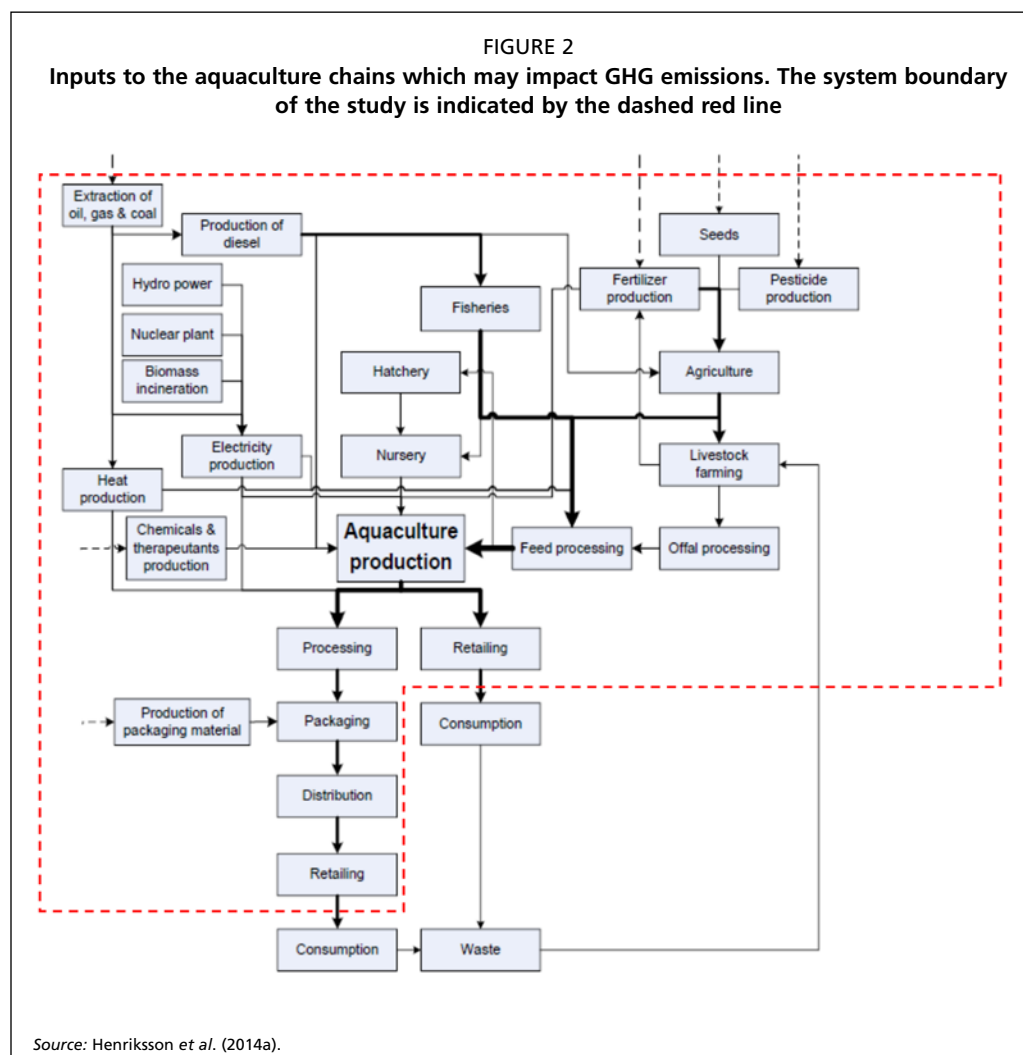 FIGURE 2
Inputs to the aquaculture chains which may impact GHG emissions. The system boundary
of the study is indicated by the dashed red line
Extraction of
oil, gas & coal
Production of
diesel
Seeds
Hydro power
Fertilizer
production
Pesticide
production
Fisheries
Nuclear plant
Biomass
incineration
Hatchery
Agriculture
Electricity
production
Nursery
Livestock
farming
Heat
production
Chemicals &
therapeutants
production
Aquaculture
production
Feed processing
Offal processing
Processing
Retailing
Production of
packaging material
Packaging
Consumption
Distribution
Retailing
Consumption
Waste
Source: Henriksson et al. (2014a).